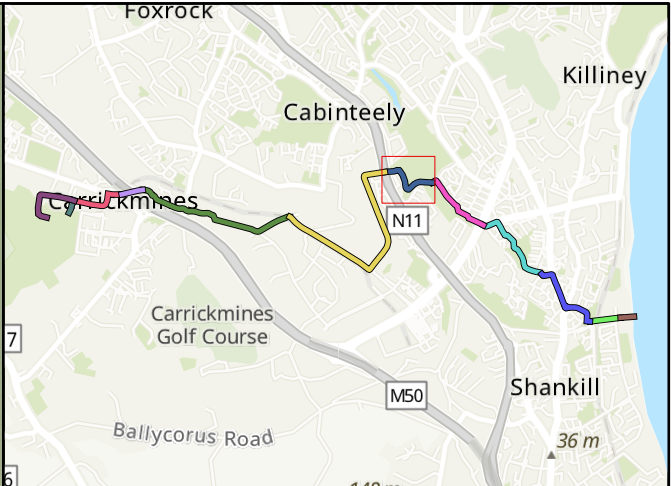 Foxrock
Killiney
Cabinteely
Carrickmines
N11
Carrickmines
Golf Course
7
M50
Shankill
Ballycorus Road
36 m
6